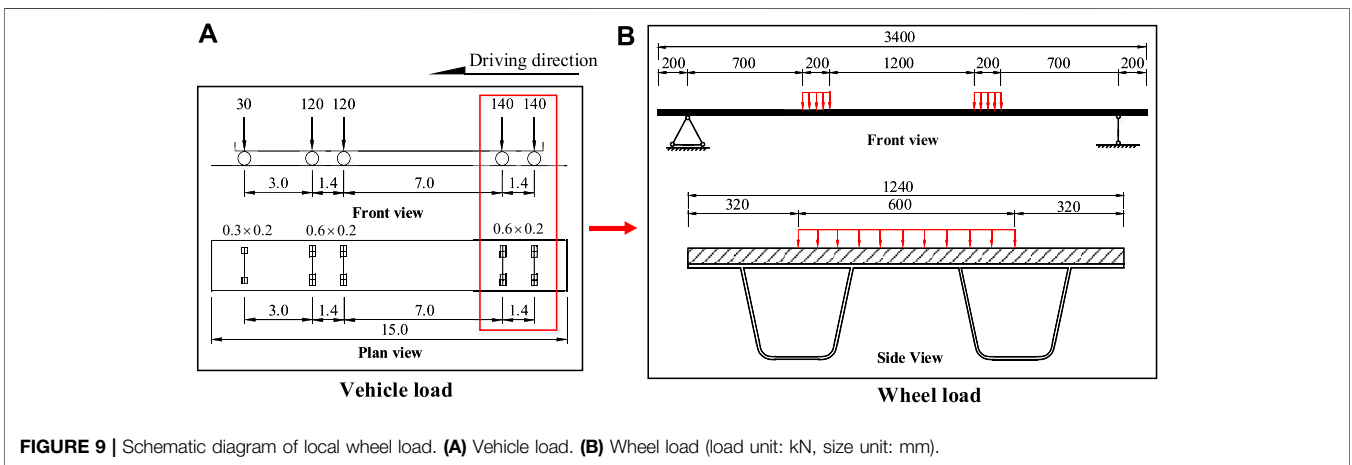 A
Driving direction
30 120 120 140 140
3.0 1.4 7.0 1.4
Front view
0.3×0.2 0.6×0.2 0.6×0.2
3.0 1.4 7.0 1.4
15.0
Plan view
Vehicle load
B
3400
200 700 200 1200 200 700 200
Front view
1240
320 600 320
Side View
Wheel load
FIGURE 9 | Schematic diagram of local wheel load. (A) Vehicle load. (B) Wheel load (load unit: kN, size unit: mm).